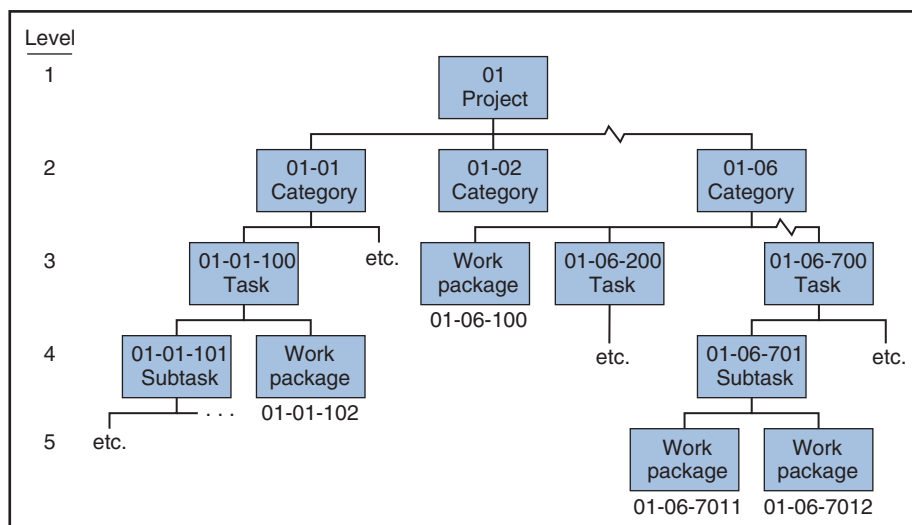 Level
1
01
Project
2
01-01
Category
01-02
Category
01-06
Category
3
01-01-100
Task
etc.
Work
package
01-06-100
01-06-200
Task
01-06-700
Task
4
01-01-101
Subtask
Work
package
01-01-102
etc.
01-06-701
Subtask
etc.
5
etc.
. . .
Work
package
01-06-7011
Work
package
01-06-7012